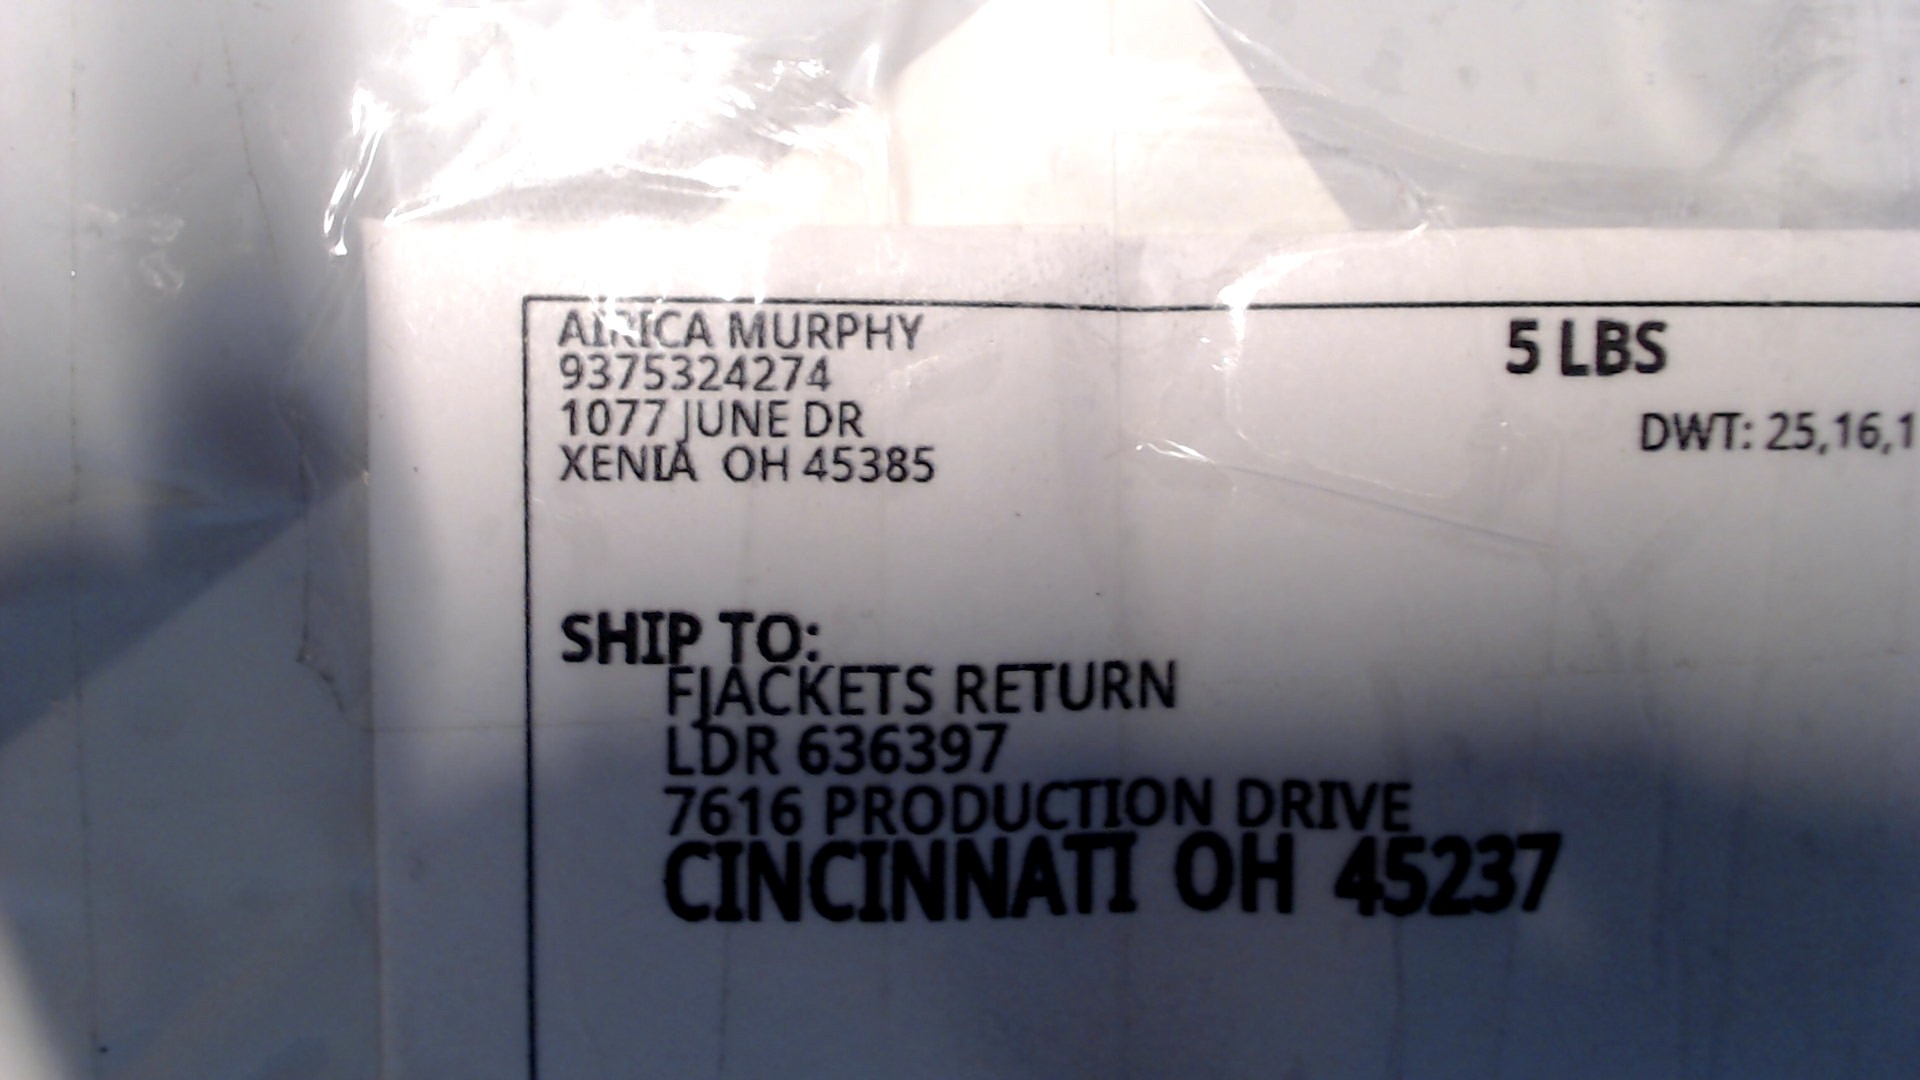 AIRICA MURPHY
9375324274
1077 JUNE DR
XENIA OH 45385
5 LBS
DWT: 25,16,1
SHIP TO:
FJACKETS RETURN
LDR 636397
7616 PRODUCTION DRIVE
CINCINNATI OH 45237